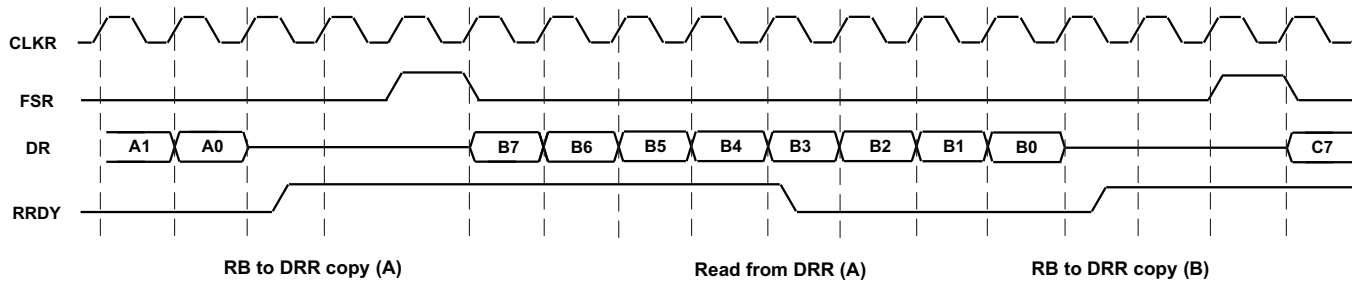 CLKR
FSR
DR A1 A0 B7 B6 B5 B4 B3 B2 B1 B0 C7
RRDY
RB to DRR copy (A) Read from DRR (A) RB to DRR copy (B)